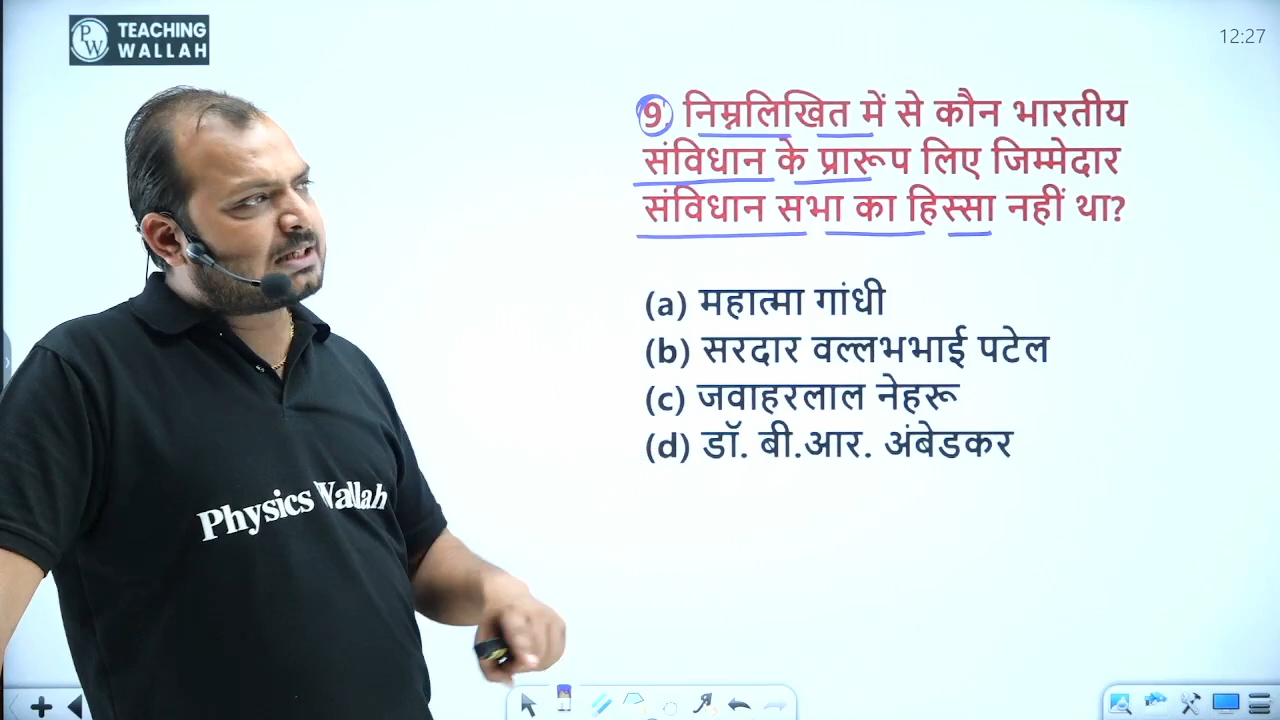 PW TEACHING
WALLAH
12:27
9. निम्नलिखित में से कौन भारतीय
संविधान के प्रारूप लिए जिम्मेदार
संविधान सभा का हिस्सा नहीं था?
(a) महात्मा गांधी
(b) सरदार वल्लभभाई पटेल
(c) जवाहरलाल नेहरू
(d) डॉ. बी.आर. अंबेडकर
Physics Wallah